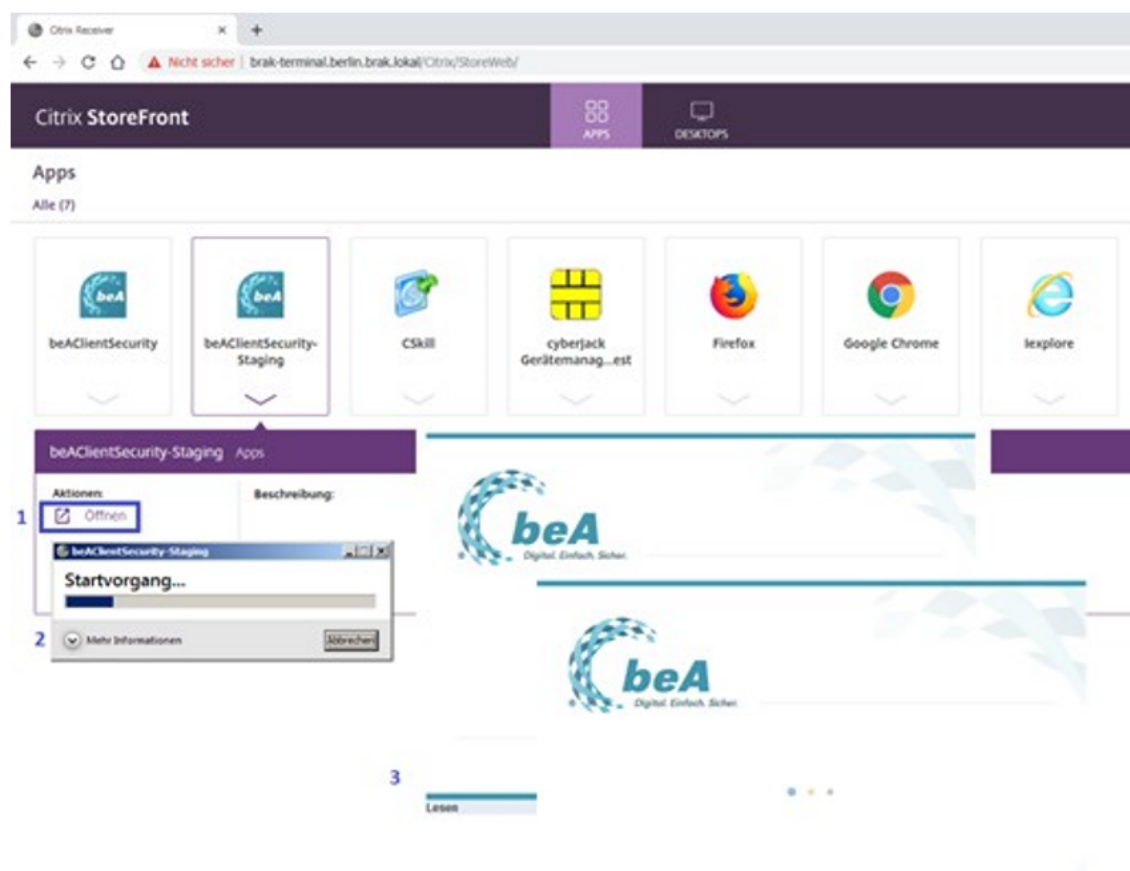 Citrix Receiver
Nicht sicher | brak-terminal.berlin.brak.lokal/Citrix/StoreWeb/
Citrix StoreFront
APPS
DESKTOPS
Apps
Alle (7)
beA
beA
beAClientSecurity
beAClientSecurity-
Staging
CSkill
cyberJack
Gerätemanag...est
Firefox
Google Chrome
Iexplore
beAClientSecurity-Staging Apps
Aktionen:
Beschreibung:
1
Öffnen
beA
Digital. Einfach. Sicher.
beAClientSecurity-Staging
Startvorgang...
2
Mehr Informationen
Abbrechen
beA
Digital. Einfach. Sicher.
3
Lesen